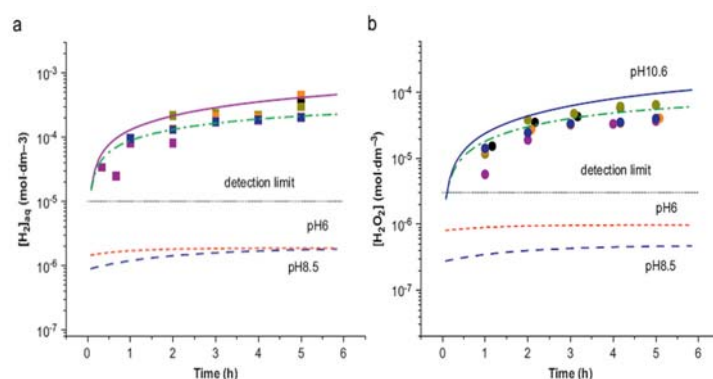 a
[H₂]aq (mol·dm–3)
10⁻³
10⁻⁴
10⁻⁵
10⁻⁶
10⁻⁷
detection limit
pH6
pH8.5
0 1 2 3 4 5 6
Time (h)
b
[H₂O₂] (mol·dm⁻³)
10⁻³
10⁻⁴
10⁻⁵
10⁻⁶
10⁻⁷
pH10.6
detection limit
pH6
pH8.5
0 1 2 3 4 5 6
Time (h)